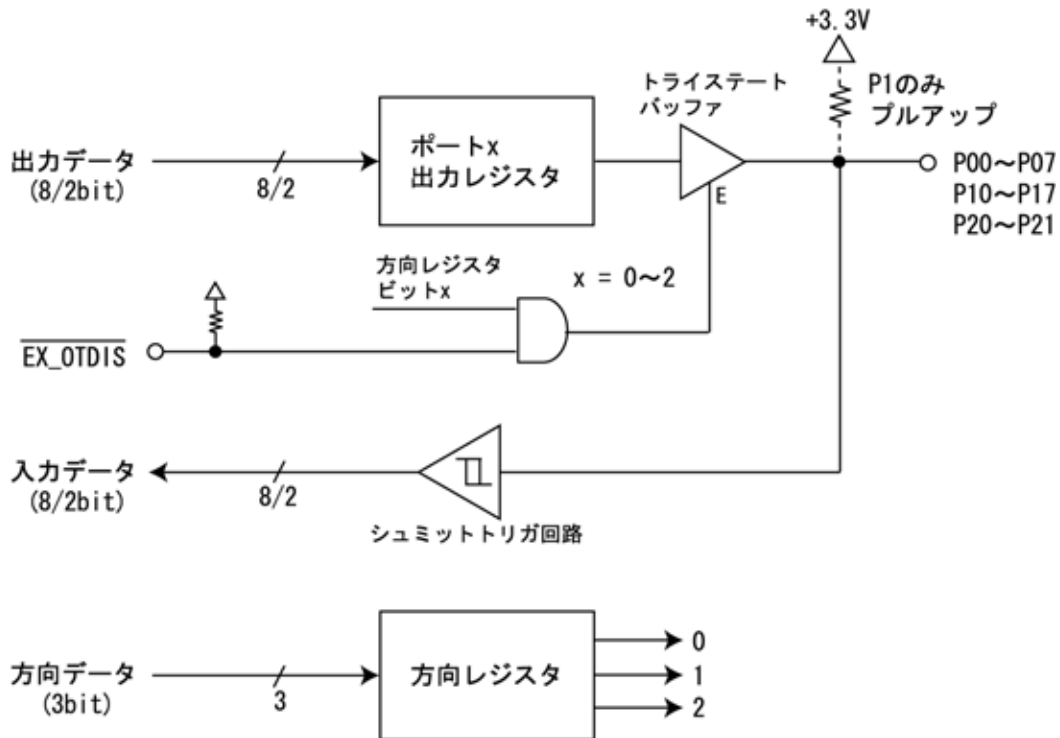 +3.3V
トライステート
バッファ
P1のみ
プルアップ
出力データ
(8/2bit)
8/2
ポートx
出力レジスタ
E
P00～P07
P10～P17
P20～P21
方向レジスタ
ビットx
x = 0～2
EX_OTDIS
入力データ
(8/2bit)
8/2
シュミットトリガ回路
方向データ
(3bit)
3
方向レジスタ
0
1
2